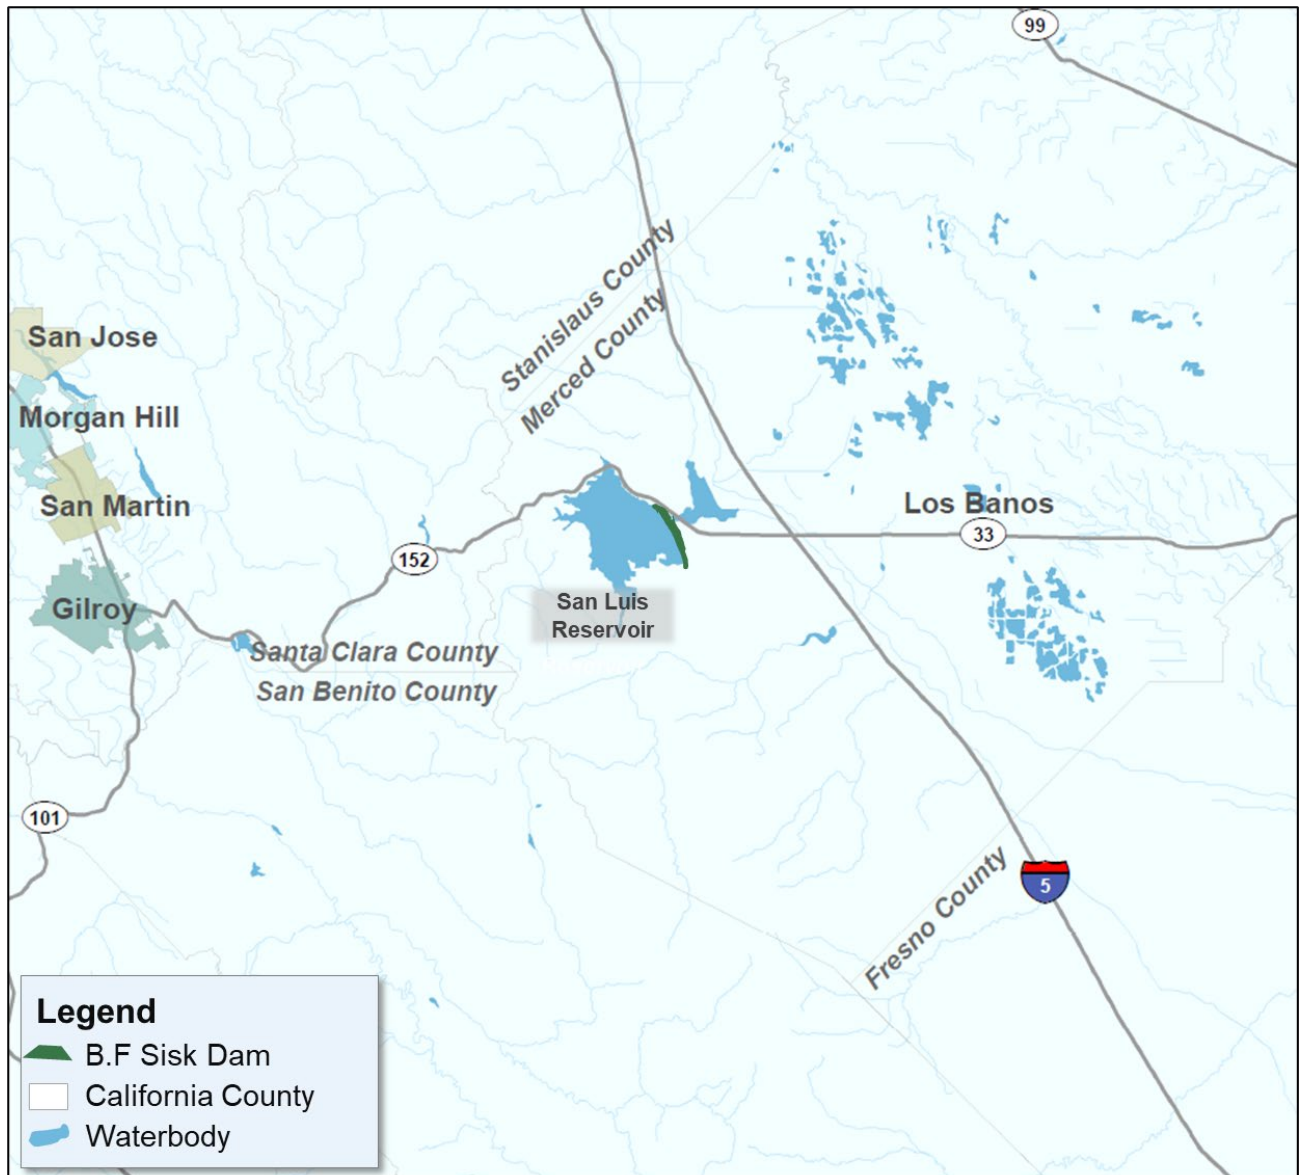 99
Stanislaus County
Merced County
San Jose
Morgan Hill
San Martin
Los Banos
33
152
San Luis
Reservoir
Gilroy
Santa Clara County
San Benito County
101
5
Fresno County
Legend
B.F Sisk Dam
California County
Waterbody